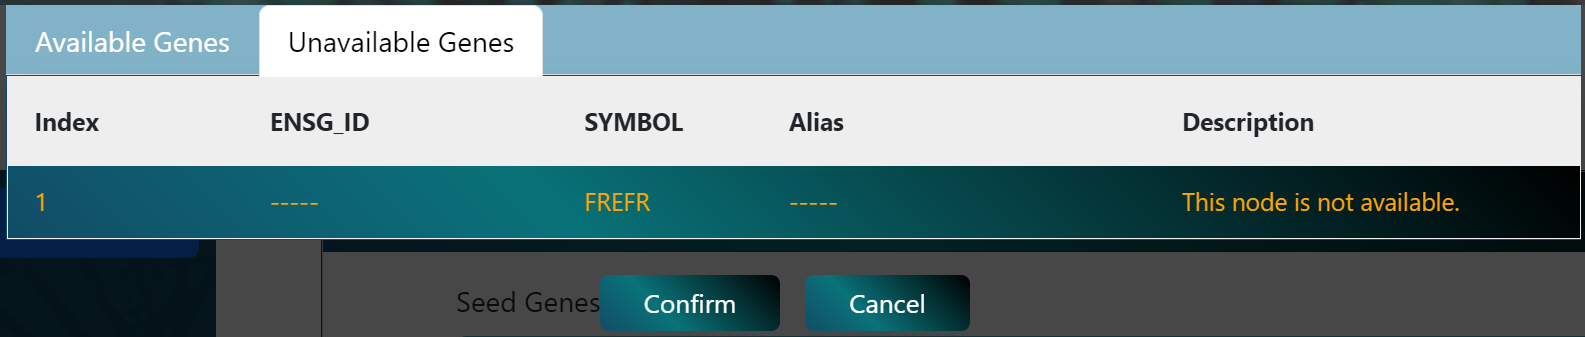 Available Genes Unavailable Genes
Index ENSG_ID SYMBOL Alias Description
1 ----- FREFR ----- This node is not available.
Seed Genes Confirm Cancel